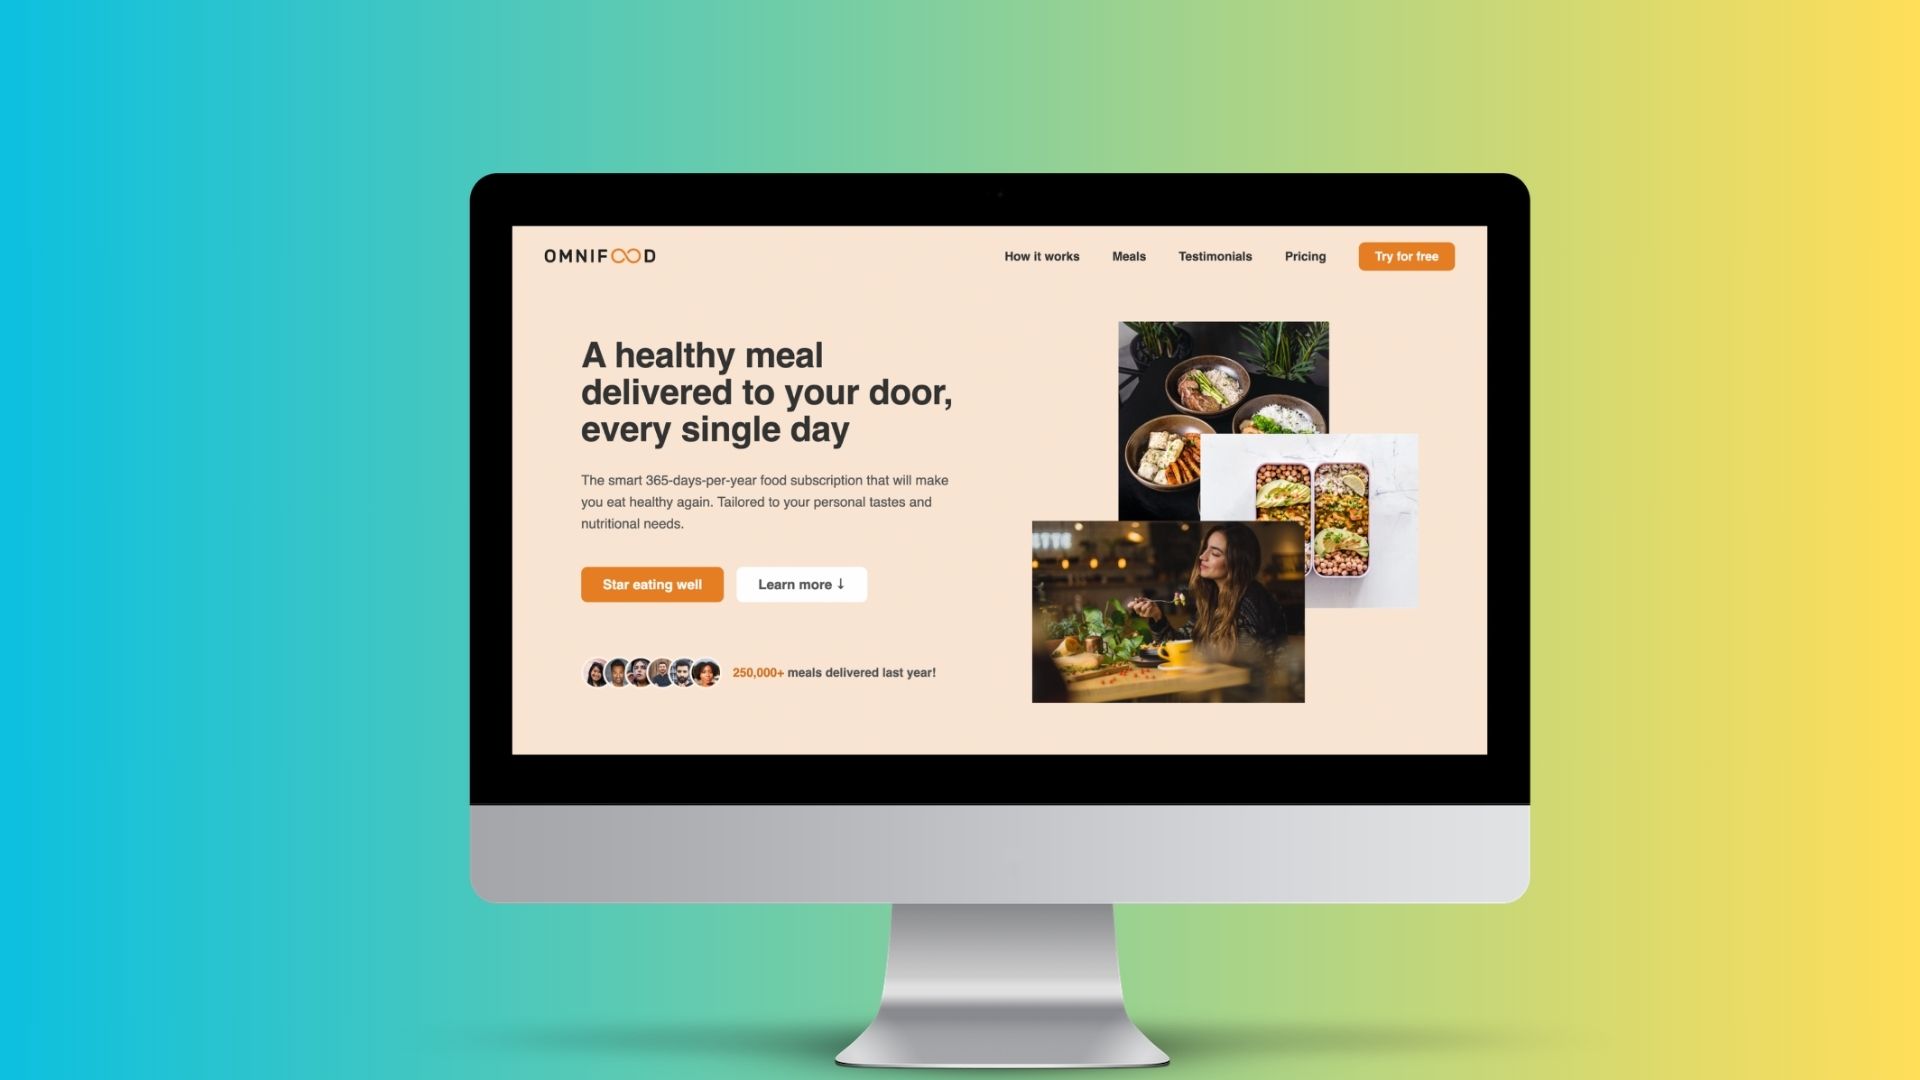 OMNIFOOD
How it works
Meals
Testimonials
Pricing
Try for free
A healthy meal
delivered to your door,
every single day
The smart 365-days-per-year food subscription that will make
you eat healthy again. Tailored to your personal tastes and
nutritional needs.
Star eating well
Learn more ↓
250,000+ meals delivered last year!